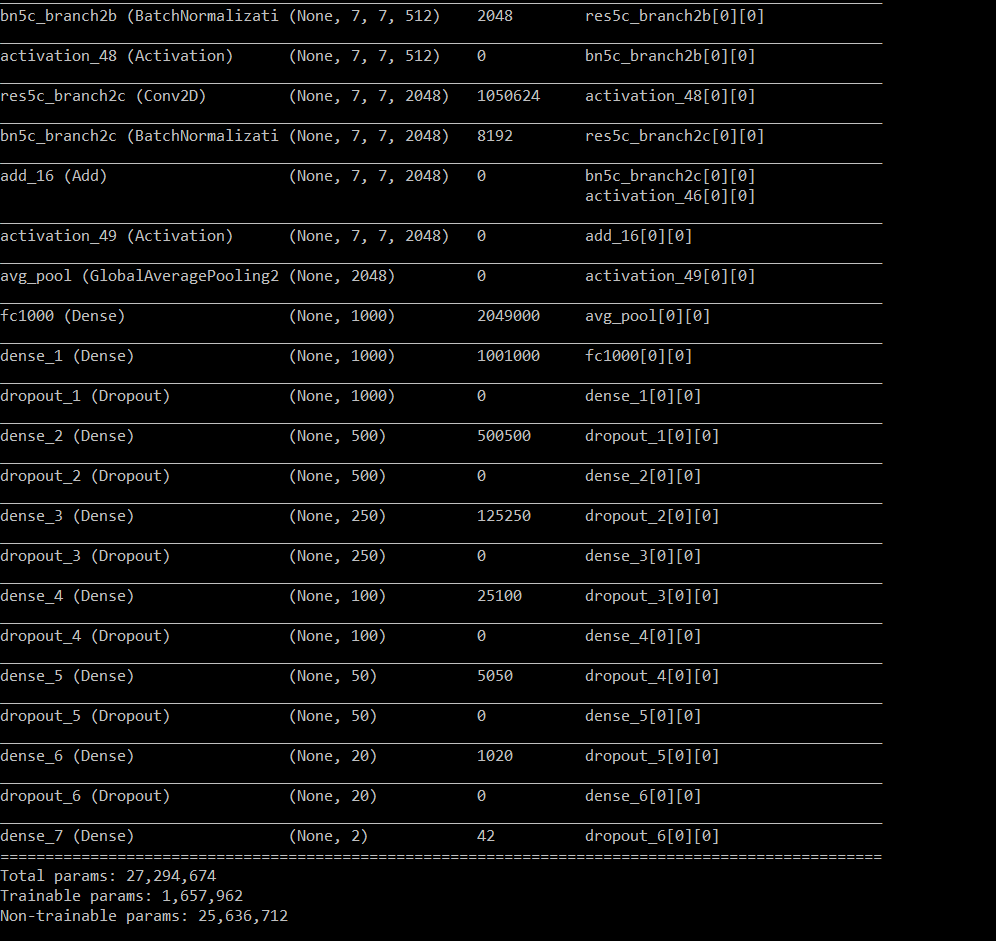 bn5c_branch2b (BatchNormalizati (None, 7, 7, 512) 2048 res5c_branch2b[0][0]
activation_48 (Activation) (None, 7, 7, 512) 0 bn5c_branch2b[0][0]
res5c_branch2c (Conv2D) (None, 7, 7, 2048) 1050624 activation_48[0][0]
bn5c_branch2c (BatchNormalizati (None, 7, 7, 2048) 8192 res5c_branch2c[0][0]
add_16 (Add) (None, 7, 7, 2048) 0 bn5c_branch2c[0][0]
activation_46[0][0]
activation_49 (Activation) (None, 7, 7, 2048) 0 add_16[0][0]
avg_pool (GlobalAveragePooling2 (None, 2048) 0 activation_49[0][0]
fc1000 (Dense) (None, 1000) 2049000 avg_pool[0][0]
dense_1 (Dense) (None, 1000) 1001000 fc1000[0][0]
dropout_1 (Dropout) (None, 1000) 0 dense_1[0][0]
dense_2 (Dense) (None, 500) 500500 dropout_1[0][0]
dropout_2 (Dropout) (None, 500) 0 dense_2[0][0]
dense_3 (Dense) (None, 250) 125250 dropout_2[0][0]
dropout_3 (Dropout) (None, 250) 0 dense_3[0][0]
dense_4 (Dense) (None, 100) 25100 dropout_3[0][0]
dropout_4 (Dropout) (None, 100) 0 dense_4[0][0]
dense_5 (Dense) (None, 50) 5050 dropout_4[0][0]
dropout_5 (Dropout) (None, 50) 0 dense_5[0][0]
dense_6 (Dense) (None, 20) 1020 dropout_5[0][0]
dropout_6 (Dropout) (None, 20) 0 dense_6[0][0]
dense_7 (Dense) (None, 2) 42 dropout_6[0][0]
==================================================================================================
Total params: 27,294,674
Trainable params: 1,657,962
Non-trainable params: 25,636,712